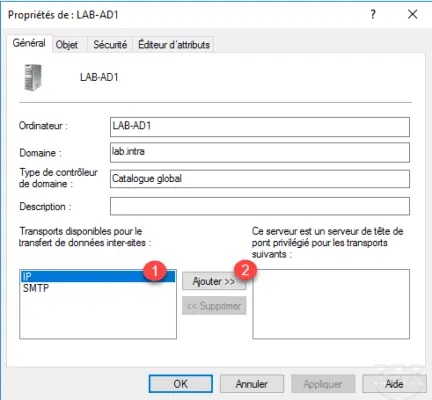 Propriétés de : LAB-AD1
?
Général Objet Sécurité Éditeur d'attributs
LAB-AD1
Ordinateur : LAB-AD1
Domaine : lab.intra
Type de contrôleur
de domaine : Catalogue global
Description :
Transports disponibles pour le
transfert de données inter-sites :
Ce serveur est un serveur de tête de
pont privilégié pour les transports
suivants :
IP
SMTP
1
Ajouter >>
2
<< Supprimer
OK Annuler Appliquer Aide